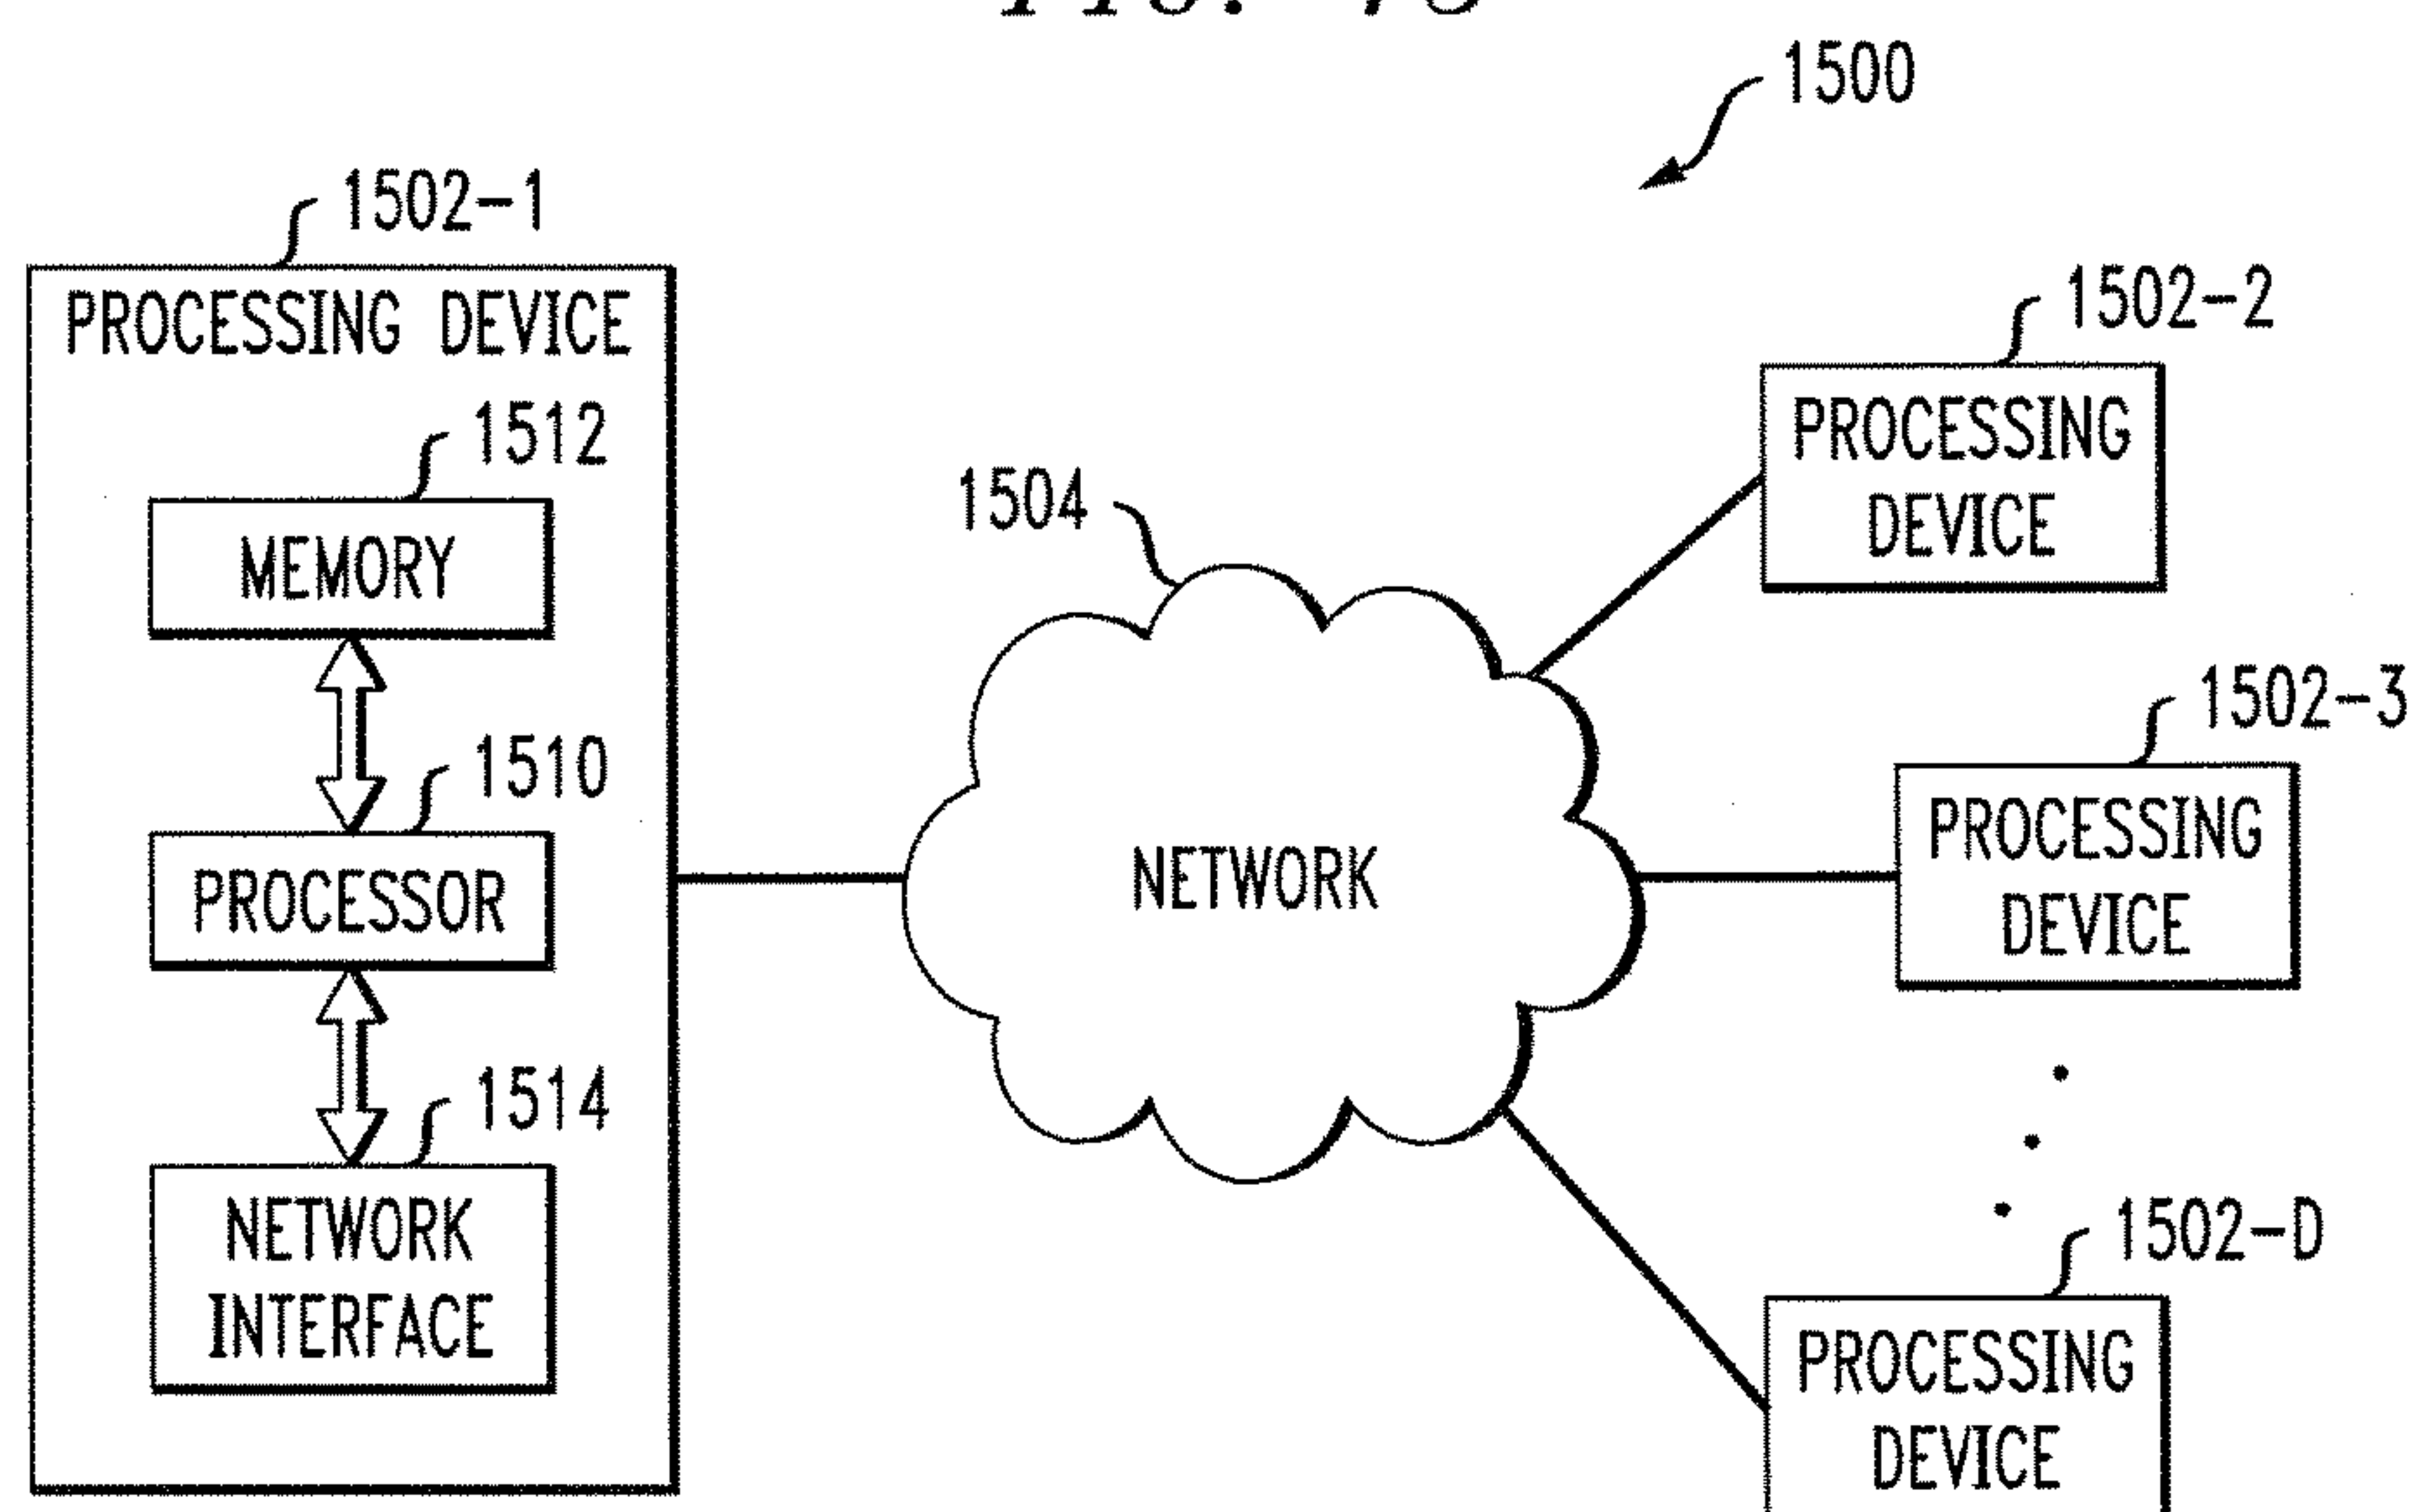 1500
1502-1
PROCESSING DEVICE
1512
MEMORY
1510
PROCESSOR
1514
NETWORK
INTERFACE
1504
NETWORK
1502-2
PROCESSING
DEVICE
1502-3
PROCESSING
DEVICE
1502-D
PROCESSING
DEVICE